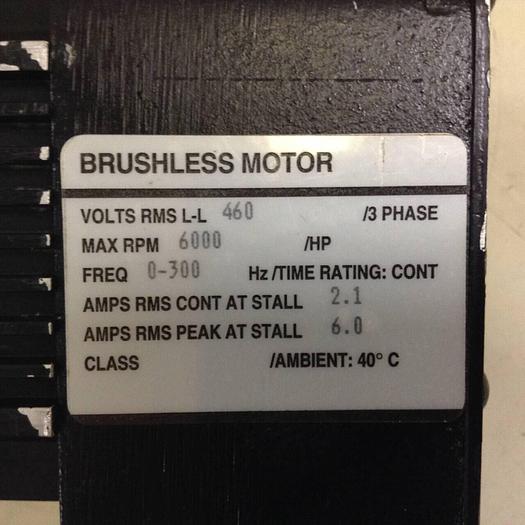 BRUSHLESS MOTOR
VOLTS RMS L-L 460 /3 PHASE
MAX RPM 6000 /HP
FREQ 0-300 Hz /TIME RATING: CONT
AMPS RMS CONT AT STALL 2.1
AMPS RMS PEAK AT STALL 6.0
CLASS /AMBIENT: 40° C